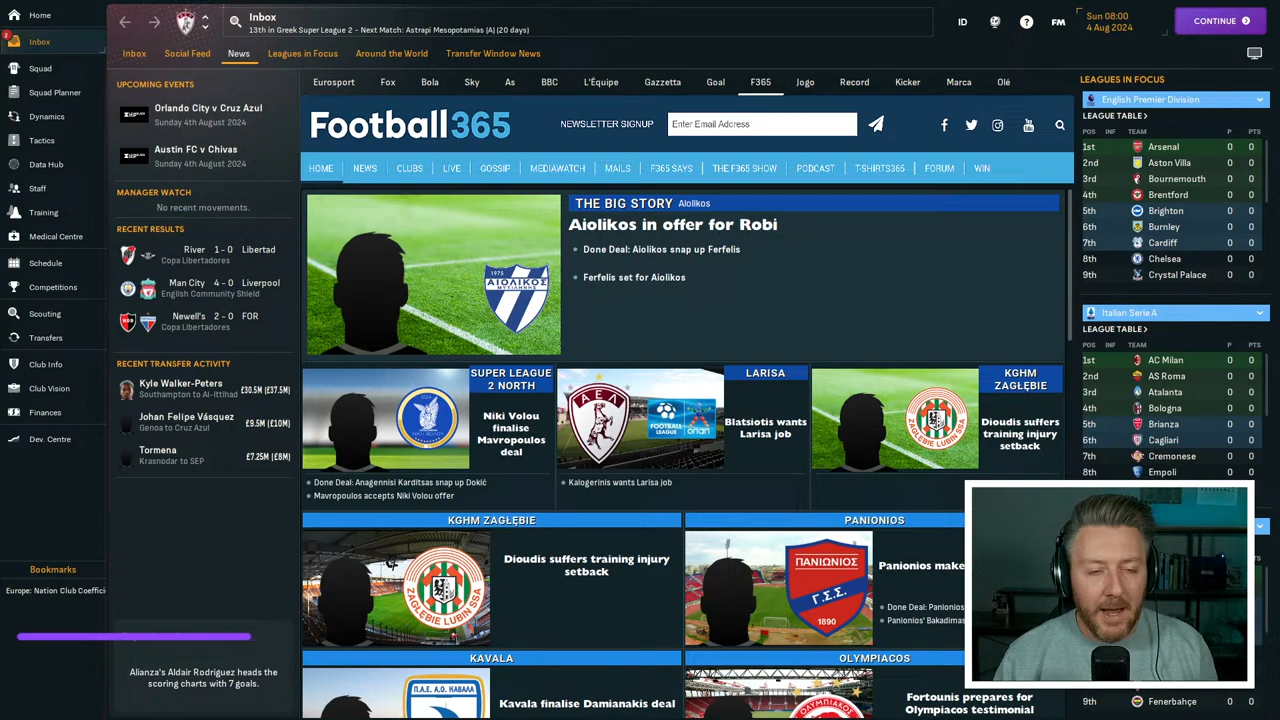 Home
2
Inbox
Squad
Squad Planner
Dynamics
Tactics
Data Hub
Staff
Training
Medical Centre
Schedule
Competitions
Scouting
Transfers
Club Info
Club Vision
Finances
Dev. Centre
Bookmarks
Europe: Nation Club Coeffici
Inbox
13th in Greek Super League 2 - Next Match: Astrapi Mesopotamias (A) (20 days)
ID
FM
Sun 08:00
4 Aug 2024
CONTINUE
Inbox Social Feed News Leagues in Focus Around the World Transfer Window News
UPCOMING EVENTS
Orlando City v Cruz Azul
Sunday 4th August 2024
Austin FC v Chivas
Sunday 4th August 2024
MANAGER WATCH
No recent movements.
RECENT RESULTS
River 1 - 0 Libertad
Copa Libertadores
Man City 4 - 0 Liverpool
English Community Shield
Newell's 2 - 0 FOR
Copa Libertadores
RECENT TRANSFER ACTIVITY
Kyle Walker-Peters
Southampton to Al-Ittihad
£30.5M (£37.5M)
Johan Felipe Vásquez
Genoa to Cruz Azul
£9.5M (£10M)
Tormena
Krasnodar to SEP
£7.25M (£8M)
Alianza's Aldair Rodríguez heads the
scoring charts with 7 goals.
Eurosport Fox Bola Sky As BBC L'Équipe Gazzetta Goal F365 Jogo Record Kicker Marca Olé
Football365
NEWSLETTER SIGNUP
Enter Email Address
HOME NEWS CLUBS LIVE GOSSIP MEDIAWATCH MAILS F365 SAYS THE F365 SHOW PODCAST T-SHIRTS365 FORUM WIN
THE BIG STORY Aiolikos
Aiolikos in offer for Robi
Done Deal: Aiolikos snap up Ferfelis
Ferfelis set for Aiolikos
1975
ΑΙΟΛΙΚΟΣ
SUPER LEAGUE
2 NORTH
Niki Volou
finalise
Mavropoulos
deal
Done Deal: Anagennisi Karditsas snap up Dokić
Mavropoulos accepts Niki Volou offer
ΑΕΛ
FOOTBALL
LEAGUE
LARISA
Blatsiotis wants
Larisa job
Kalogerinis wants Larisa job
KGHM
ZAGŁĘBIE
Dioudis suffers
training injury
setback
KGHM ZAGŁĘBIE
Dioudis suffers training injury
setback
ZAGŁĘBIE LUBIN SSA
PANIONIOS
ΠΑΝΙΩΝΙΟΣ
Γ.Σ.Σ.
1890
Panionios make
Done Deal: Panionios
Panionios' Bakadimas
KAVALA
Π.Α.Ε. Α.Ο. ΚΑΒΑΛΑ
Kavala finalise Damianakis deal
OLYMPIACOS
Fortounis prepares for
Olympiacos testimonial
LEAGUES IN FOCUS
English Premier Division
LEAGUE TABLE >
POS INF TEAM P PTS
1st Arsenal 0 0
2nd Aston Villa 0 0
3rd Bournemouth 0 0
4th Brentford 0 0
5th Brighton 0 0
6th Burnley 0 0
7th Cardiff 0 0
8th Chelsea 0 0
9th Crystal Palace 0 0
Italian Serie A
LEAGUE TABLE >
POS INF TEAM P PTS
1st AC Milan 0 0
2nd AS Roma 0 0
3rd Atalanta 0 0
4th Bologna 0 0
5th Brianza 0 0
6th Cagliari 0 0
7th Cremonese 0 0
8th Empoli 0 0
9th Fenerbahçe 0 0